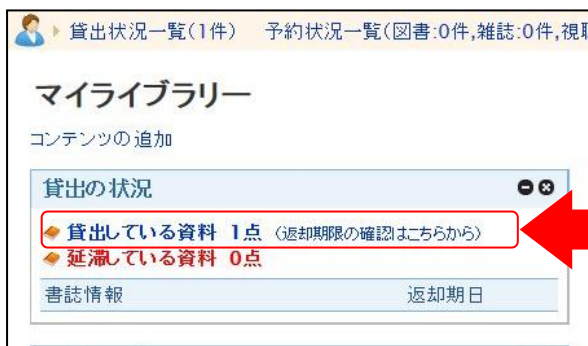 貸出状況一覧(1件) 予約状況一覧(図書:0件,雑誌:0件,視
マイライブラリー
コンテンツの追加
貸出の状況
貸出している資料 1点 (返却期限の確認はこちらから)
延滞している資料 0点
書誌情報 返却期日